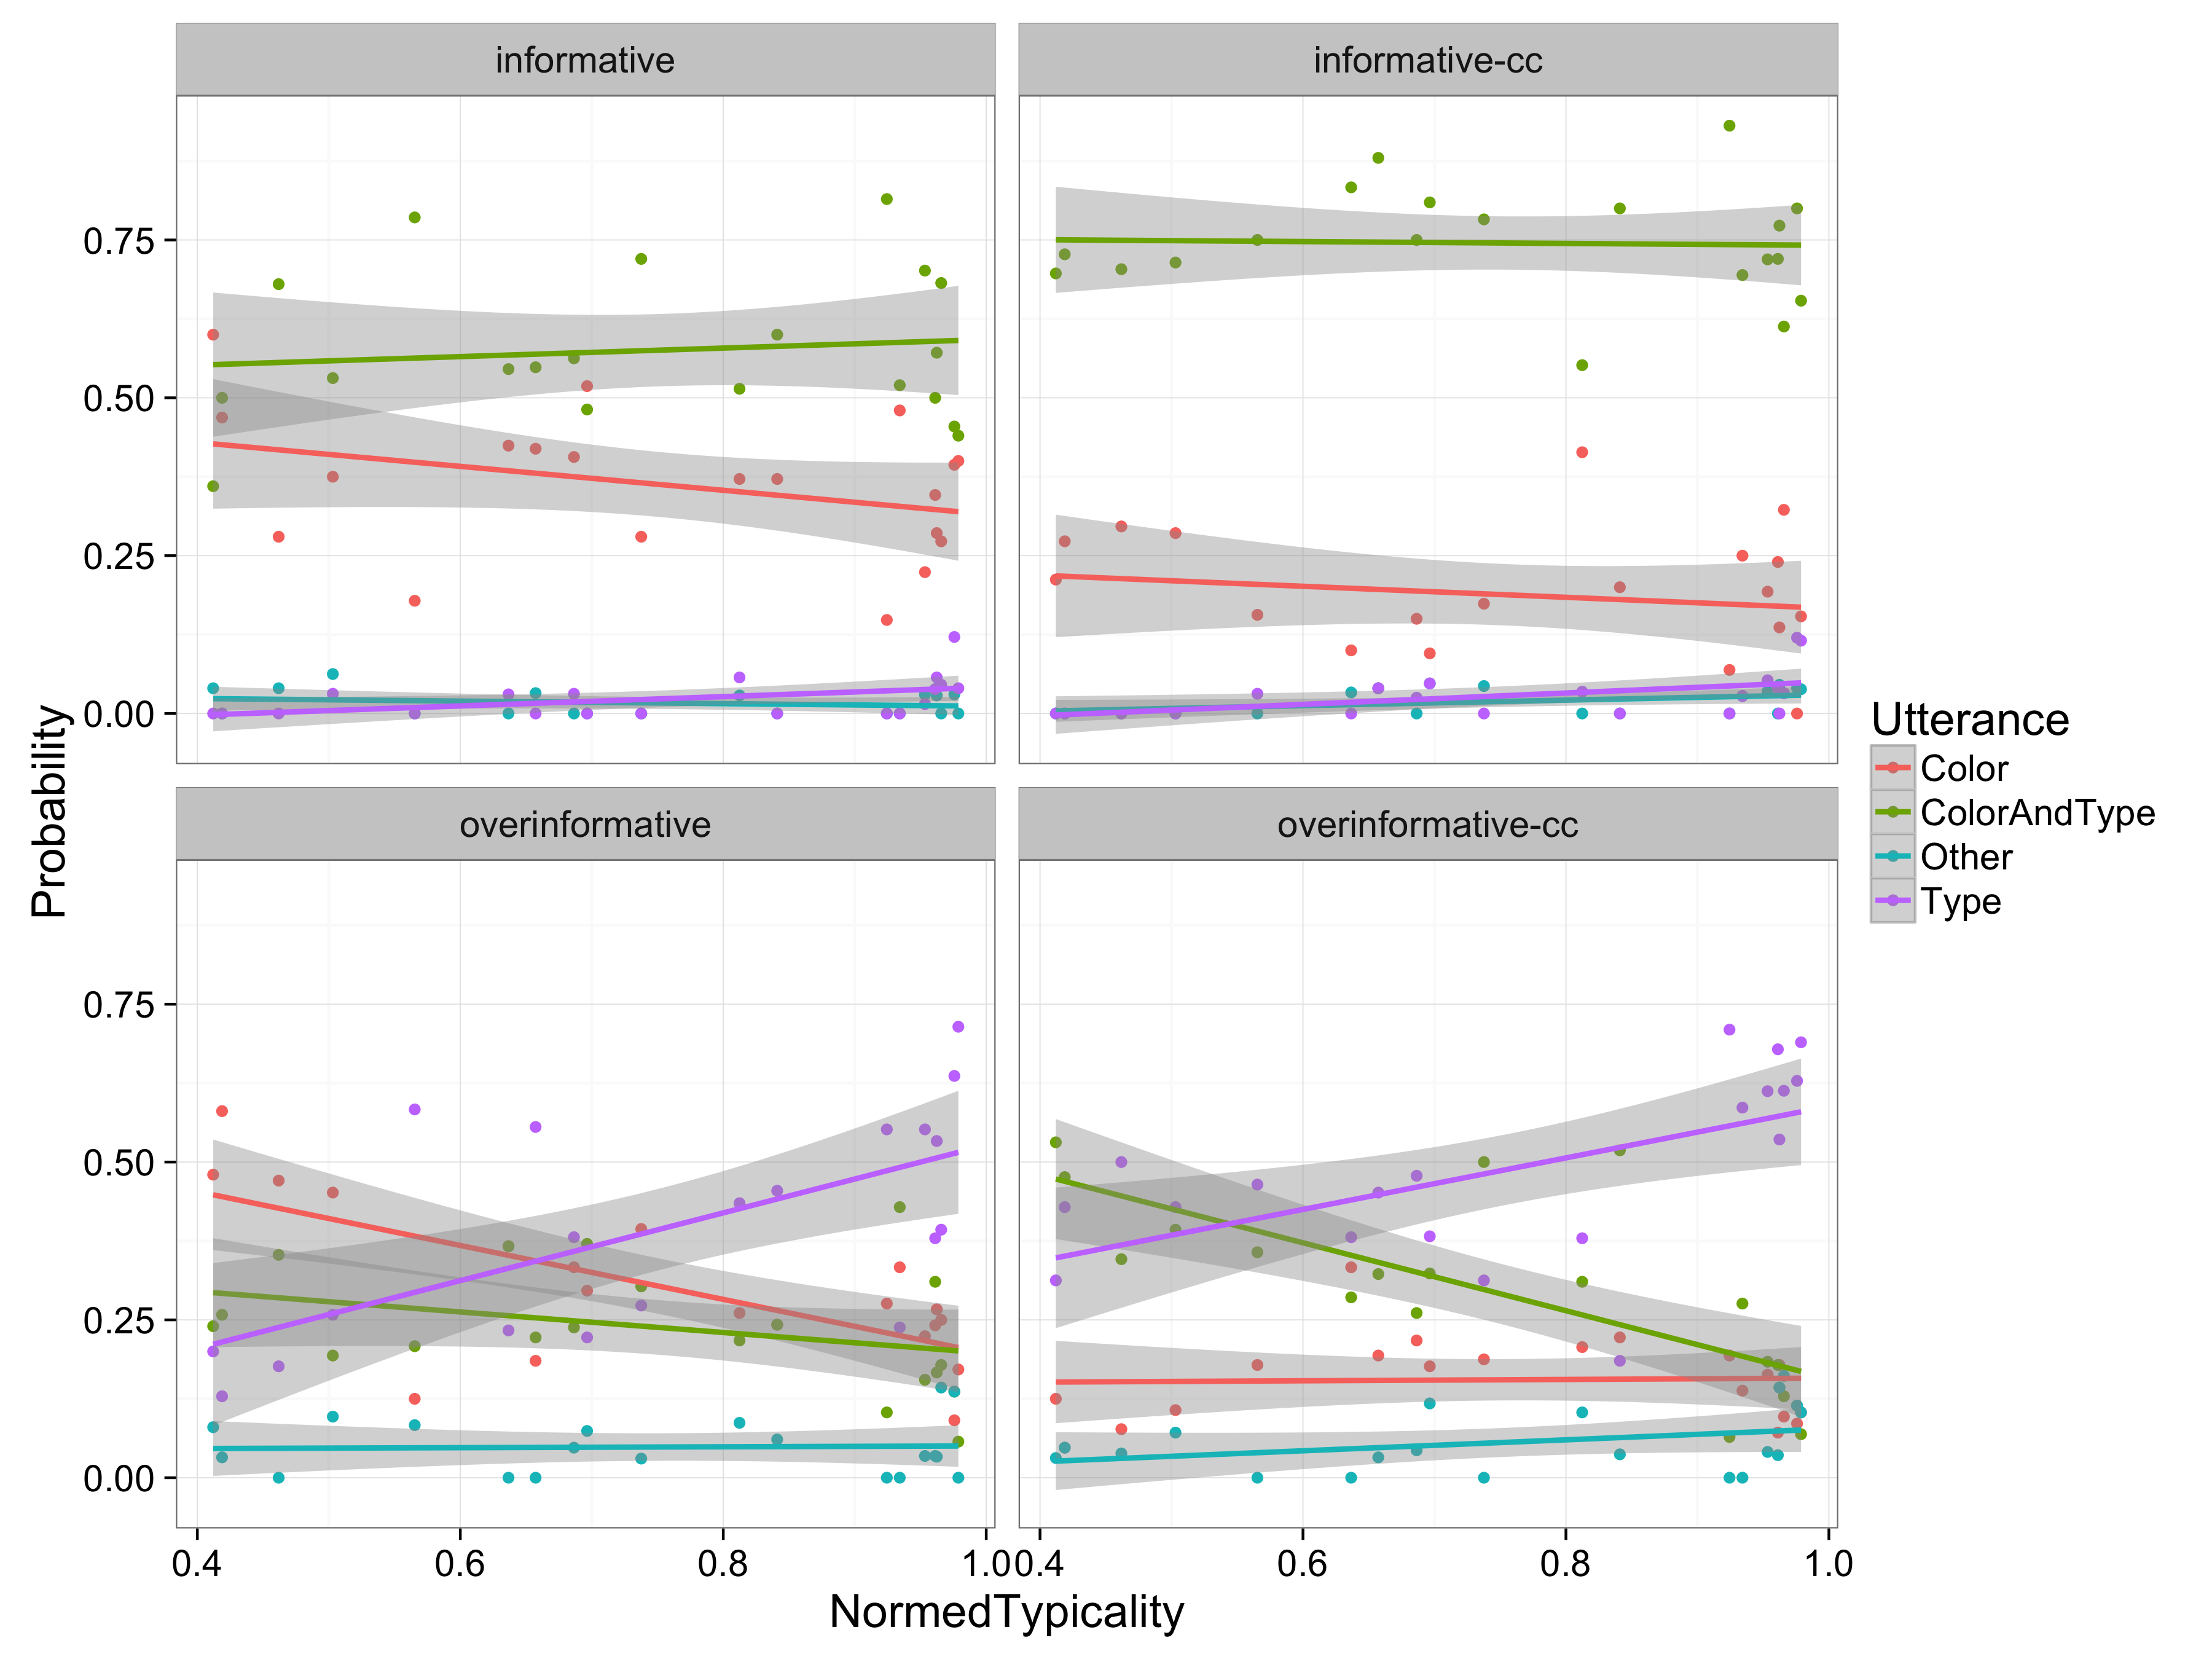 informative
informative-cc
0.75
0.50
0.25
0.00
overinformative
overinformative-cc
0.75
0.50
0.25
0.00
0.4
0.6
0.8
1.0
0.4
0.6
0.8
1.0
NormedTypicality
Probability
Utterance
Color
ColorAndType
Other
Type